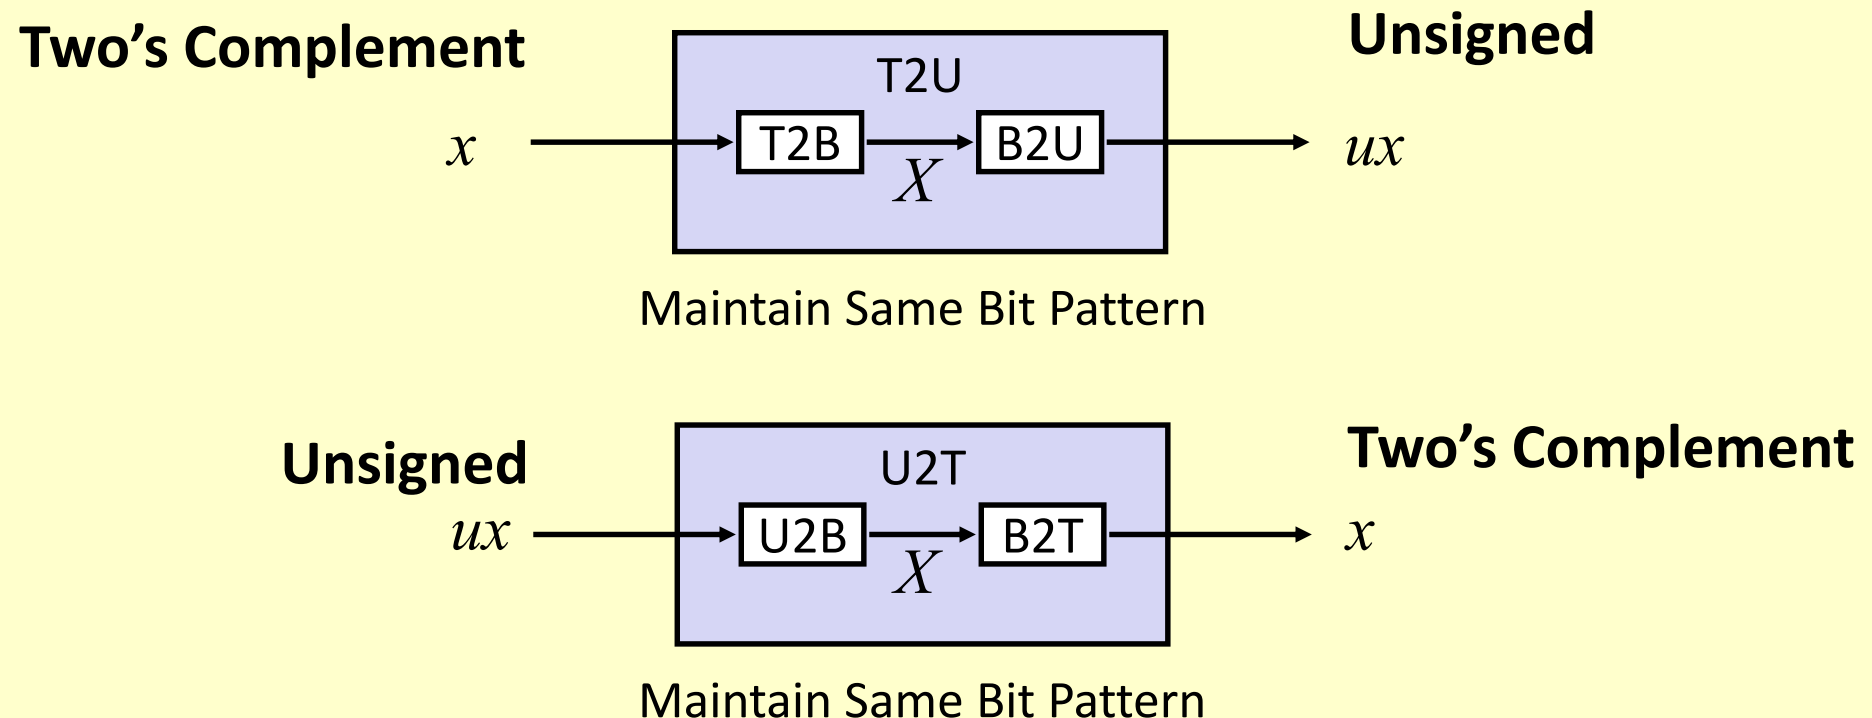 Two’s Complement
Unsigned
T2U
x
T2B
X
B2U
ux
Maintain Same Bit Pattern
Unsigned
Two’s Complement
U2T
ux
U2B
X
B2T
x
Maintain Same Bit Pattern